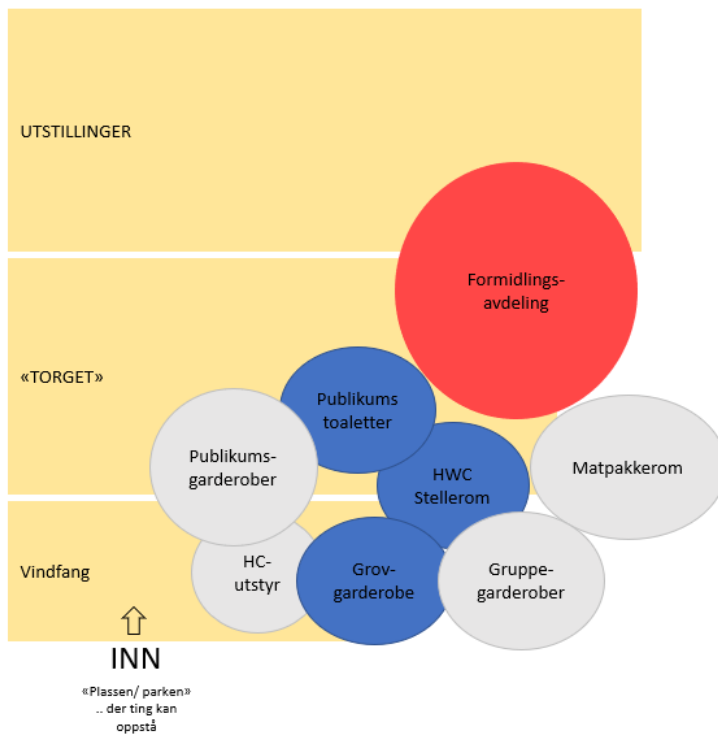 UTSTILLINGER
Formidlings-
avdeling
«TORGET»
Publikums
toaletter
Publikums-
garderober
HWC
Stellerom
Matpakkerom
Vindfang
HC-
utstyr
Grov-
garderobe
Gruppe-
garderober
INN
«Plassen/ parken»
.. der ting kan
oppstå